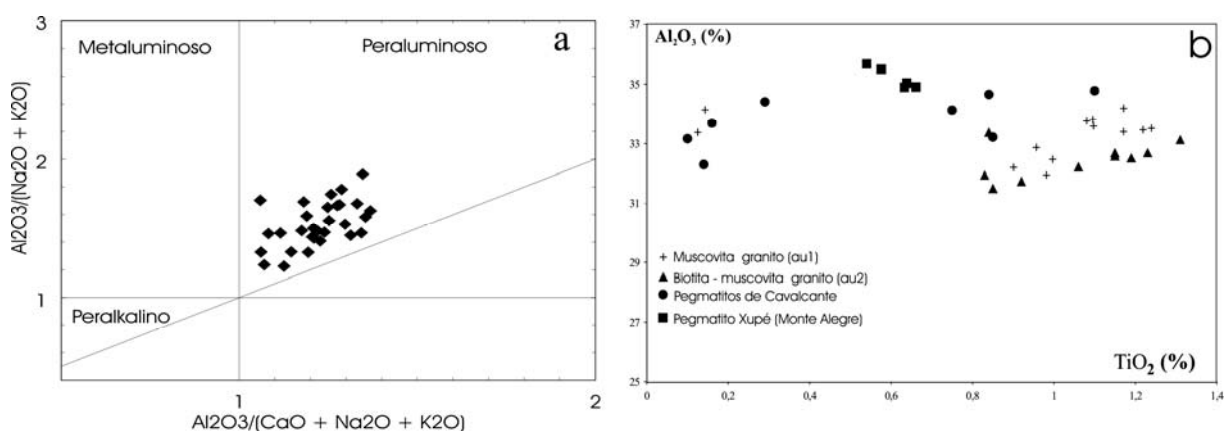 3
Metaluminoso
Peraluminoso
a
Al2O3/(Na2O + K2O)
2
1
Peralkalino
1
2
Al2O3/(CaO + Na2O + K2O)
37
Al₂O₃ (%)
b
35
33
31
29
27
25
+ Muscovita granito (au1)
▲ Biotita - muscovita granito (au2)
● Pegmatitos de Cavalcante
■ Pegmatito Xupé (Monte Alegre)
TiO₂ (%)
0 0,2 0,4 0,6 0,8 1 1,2 1,4